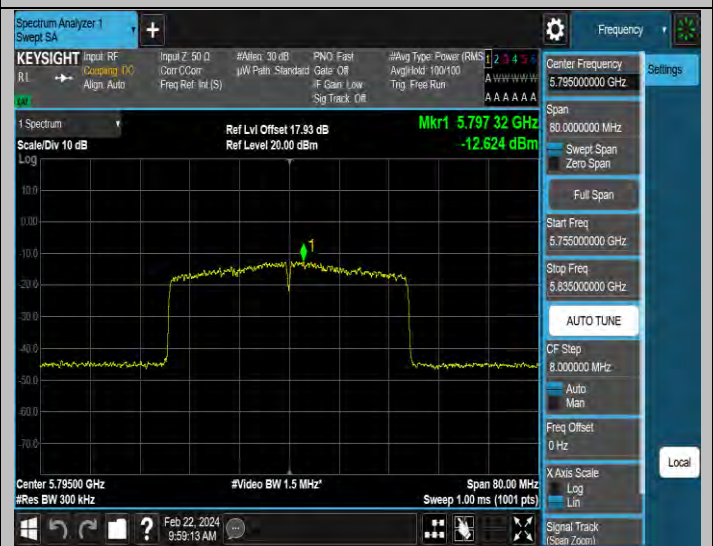 Spectrum Analyzer 1
Swept SA
+
Frequency
KEYSIGHT
RL
Input: RF
Coupling: DC
Align: Auto
Input Z: 50 Ω
Corr CCorr
Freq Ref: Int (S)
#Atten: 30 dB
µW Path: Standard
PNO: Fast
Gate: Off
IF Gain: Low
Sig Track: Off
#Avg Type: Power (RMS
Avg|Hold: 100/100
Trig: Free Run
1 2 3 4 5 6
A W W W W W
A A A A A A
1 Spectrum
Scale/Div 10 dB
Ref Lvl Offset 17.93 dB
Ref Level 20.00 dBm
Mkr1 5.797 32 GHz
-12.624 dBm
Log
10.0
0.00
-10.0
-20.0
-30.0
-40.0
-50.0
-60.0
-70.0
1
Center 5.79500 GHz
#Res BW 300 kHz
#Video BW 1.5 MHz*
Span 80.00 MHz
Sweep 1.00 ms (1001 pts)
Feb 22, 2024
9:59:13 AM
?
Center Frequency
5.795000000 GHz
Settings
Span
80.0000000 MHz
Swept Span
Zero Span
Full Span
Start Freq
5.755000000 GHz
Stop Freq
5.835000000 GHz
AUTO TUNE
CF Step
8.000000 MHz
Auto
Man
Freq Offset
0 Hz
X Axis Scale
Log
Lin
Local
Signal Track
(Span Zoom)